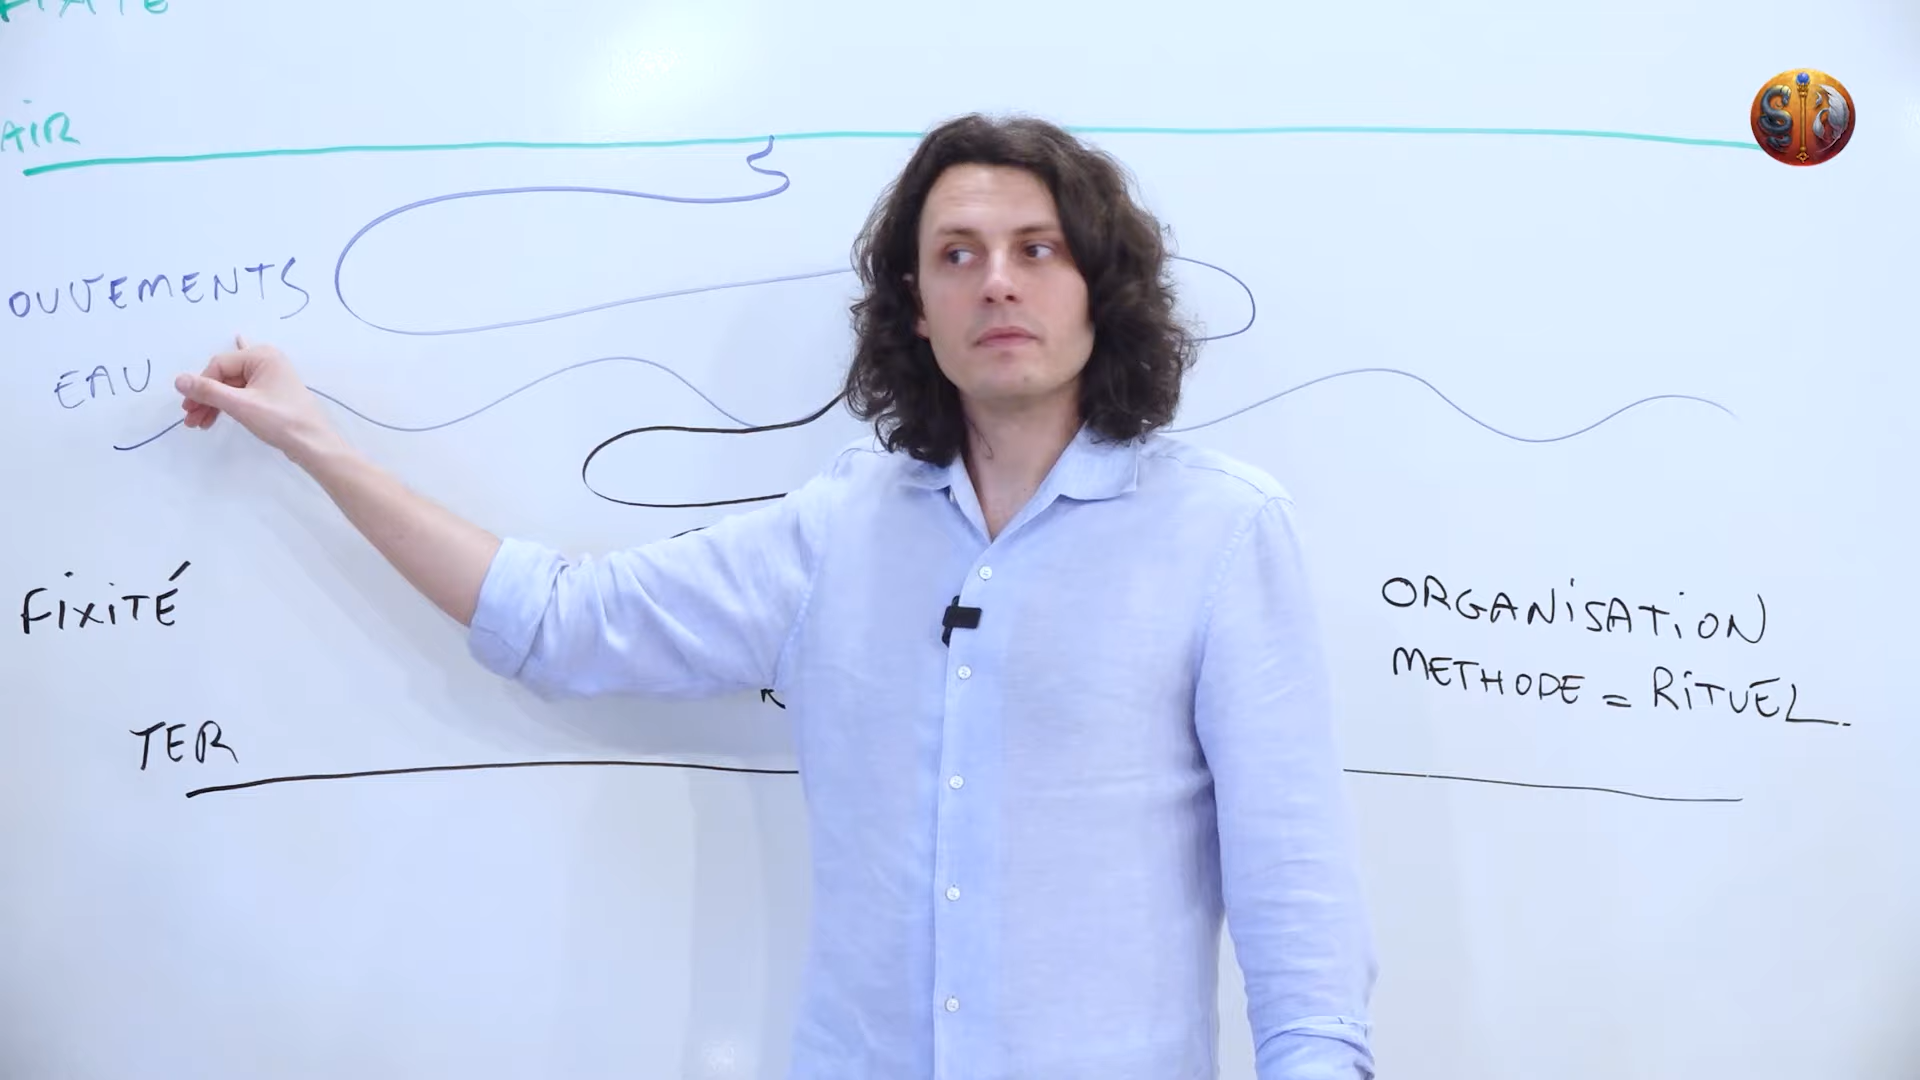 AIR
OUVEMENTS
EAU
FIXITÉ
TER
ORGANISATION
METHODE = RITUEL.